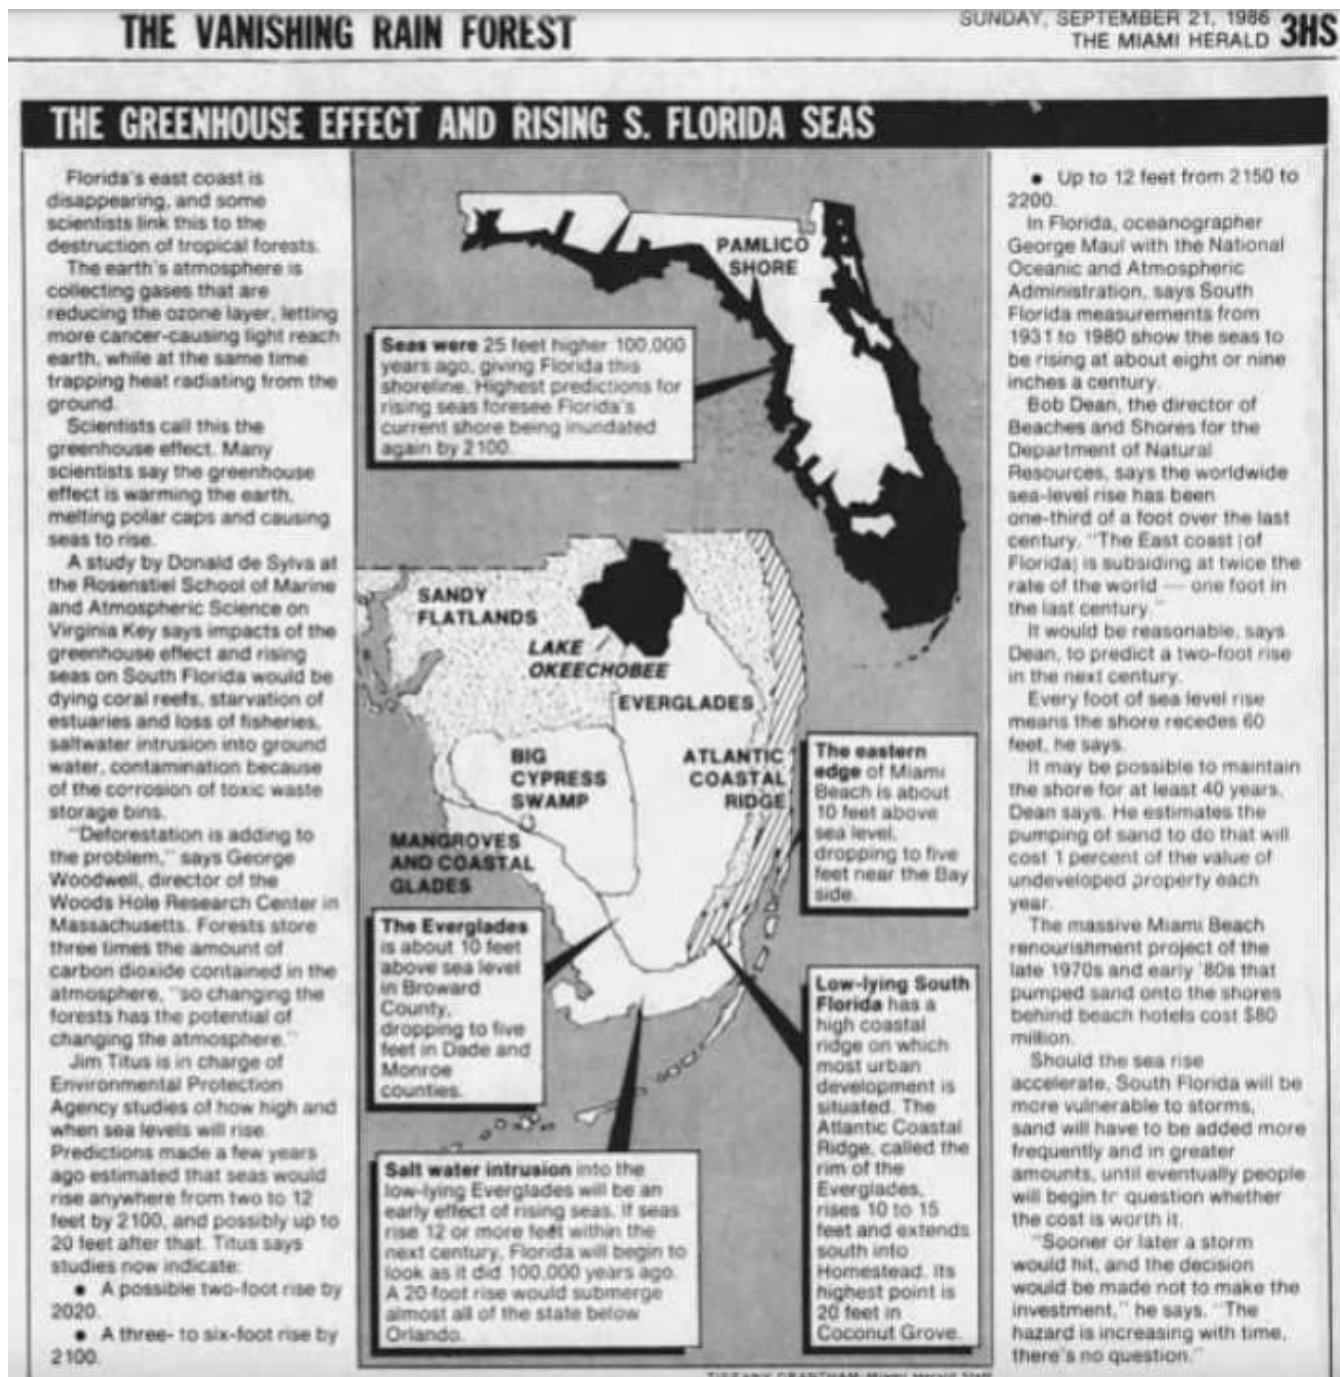 THE VANISHING RAIN FOREST
SUNDAY, SEPTEMBER 21, 1986
THE MIAMI HERALD 3HS
THE GREENHOUSE EFFECT AND RISING S. FLORIDA SEAS
Florida's east coast is
disappearing, and some
scientists link this to the
destruction of tropical forests.
The earth's atmosphere is
collecting gases that are
reducing the ozone layer, letting
more cancer-causing light reach
earth, while at the same time
trapping heat radiating from the
ground.
Scientists call this the
greenhouse effect. Many
scientists say the greenhouse
effect is warming the earth,
melting polar caps and causing
seas to rise.
A study by Donald de Sylva at
the Rosenstiel School of Marine
and Atmospheric Science on
Virginia Key says impacts of the
greenhouse effect and rising
seas on South Florida would be
dying coral reefs, starvation of
estuaries and loss of fisheries,
saltwater intrusion into ground
water, contamination because
of the corrosion of toxic waste
storage bins.
"Deforestation is adding to
the problem," says George
Woodwell, director of the
Woods Hole Research Center in
Massachusetts. Forests store
three times the amount of
carbon dioxide contained in the
atmosphere, "so changing the
forests has the potential of
changing the atmosphere."
Jim Titus is in charge of
Environmental Protection
Agency studies of how high and
when sea levels will rise.
Predictions made a few years
ago estimated that seas would
rise anywhere from two to 12
feet by 2100, and possibly up to
20 feet after that. Titus says
studies now indicate:
● A possible two-foot rise by
2020.
● A three- to six-foot rise by
2100.
PAMLICO
SHORE
Seas were 25 feet higher 100,000
years ago, giving Florida this
shoreline. Highest predictions for
rising seas foresee Florida's
current shore being inundated
again by 2100.
SANDY
FLATLANDS
LAKE
OKEECHOBEE
EVERGLADES
BIG
CYPRESS
SWAMP
ATLANTIC
COASTAL
RIDGE
MANGROVES
AND COASTAL
GLADES
The eastern
edge of Miami
Beach is about
10 feet above
sea level,
dropping to five
feet near the Bay
side.
The Everglades
is about 10 feet
above sea level
in Broward
County,
dropping to five
feet in Dade and
Monroe
counties.
Low-lying South
Florida has a
high coastal
ridge on which
most urban
development is
situated. The
Atlantic Coastal
Ridge, called the
rim of the
Everglades,
rises 10 to 15
feet and extends
south into
Homestead. Its
highest point is
20 feet in
Coconut Grove.
Salt water intrusion into the
low-lying Everglades will be an
early effect of rising seas. If seas
rise 12 or more feet within the
next century, Florida will begin to
look as it did 100,000 years ago.
A 20-foot rise would submerge
almost all of the state below
Orlando.
● Up to 12 feet from 2150 to
2200.
In Florida, oceanographer
George Maul with the National
Oceanic and Atmospheric
Administration, says South
Florida measurements from
1931 to 1980 show the seas to
be rising at about eight or nine
inches a century.
Bob Dean, the director of
Beaches and Shores for the
Department of Natural
Resources, says the worldwide
sea-level rise has been
one-third of a foot over the last
century. "The East coast [of
Florida] is subsiding at twice the
rate of the world — one foot in
the last century."
It would be reasonable, says
Dean, to predict a two-foot rise
in the next century.
Every foot of sea level rise
means the shore recedes 60
feet, he says.
It may be possible to maintain
the shore for at least 40 years,
Dean says. He estimates the
pumping of sand to do that will
cost 1 percent of the value of
undeveloped property each
year.
The massive Miami Beach
renourishment project of the
late 1970s and early '80s that
pumped sand onto the shores
behind beach hotels cost $80
million.
Should the sea rise
accelerate, South Florida will be
more vulnerable to storms,
sand will have to be added more
frequently and in greater
amounts, until eventually people
will begin to question whether
the cost is worth it.
"Sooner or later a storm
would hit, and the decision
would be made not to make the
investment," he says. "The
hazard is increasing with time,
there's no question."